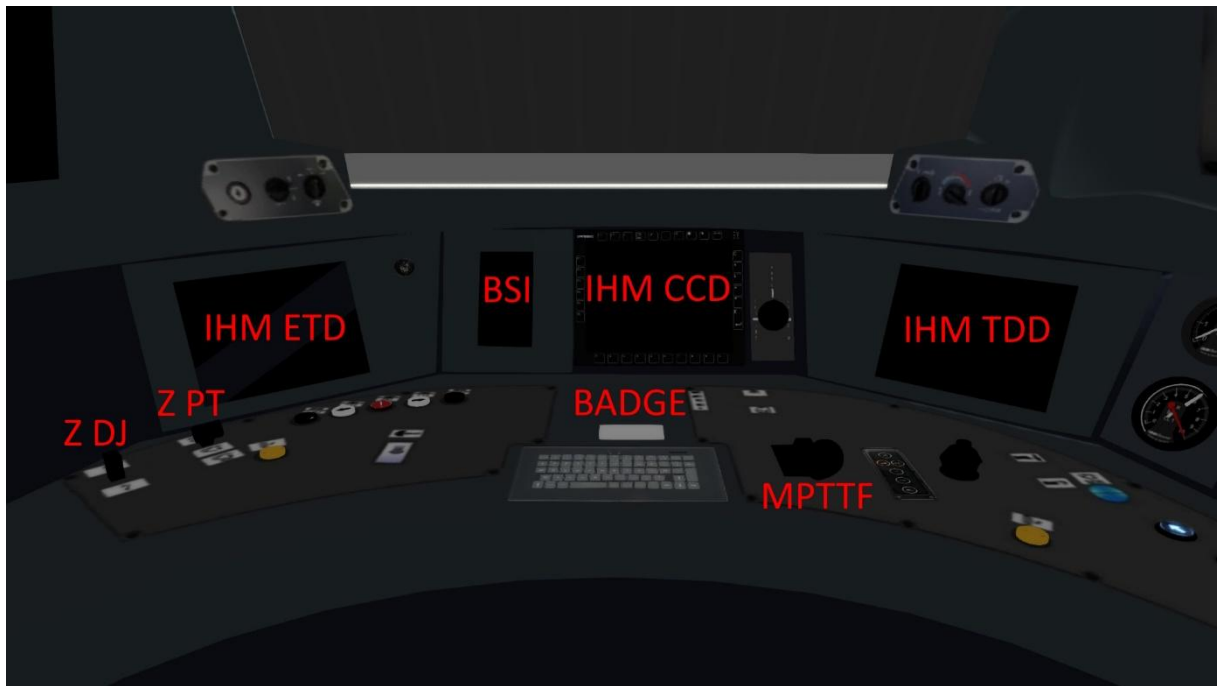 BSI
IHM CCD
IHM ETD
IHM TDD
Z PT
BADGE
Z DJ
MPTTF